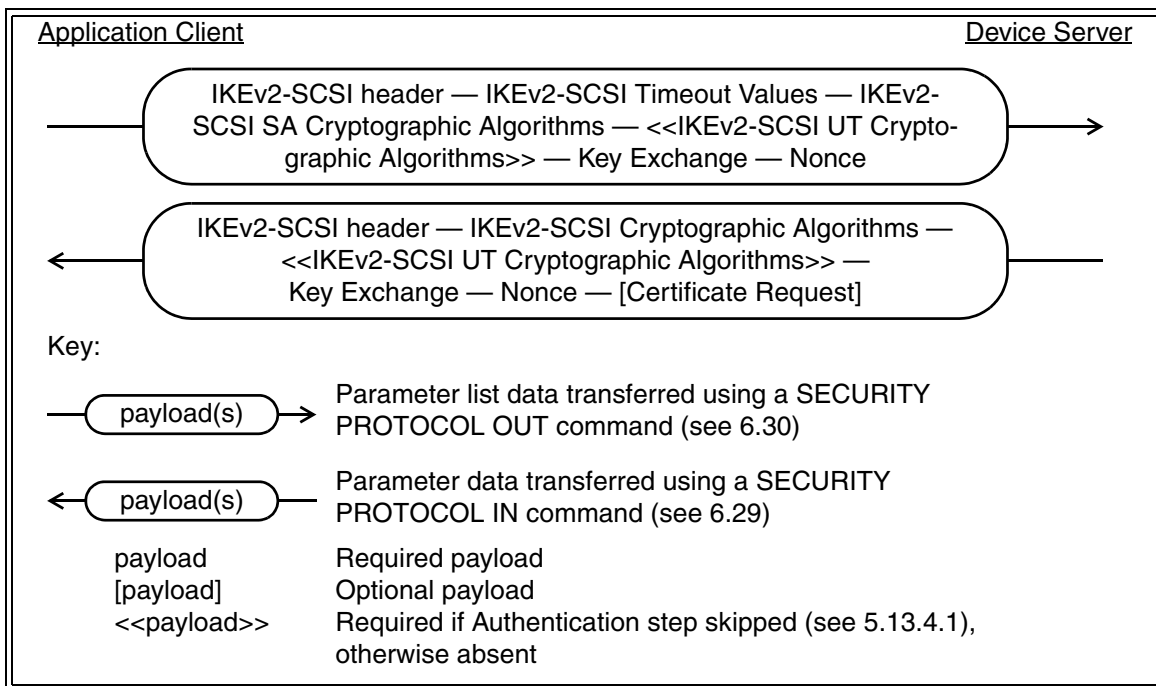 Application Client
Device Server
IKEv2-SCSI header — IKEv2-SCSI Timeout Values — IKEv2-
SCSI SA Cryptographic Algorithms — <<IKEv2-SCSI UT Crypto-
graphic Algorithms>> — Key Exchange — Nonce
IKEv2-SCSI header — IKEv2-SCSI Cryptographic Algorithms —
<<IKEv2-SCSI UT Cryptographic Algorithms>> —
Key Exchange — Nonce — [Certificate Request]
Key:
payload(s)
Parameter list data transferred using a SECURITY
PROTOCOL OUT command (see 6.30)
payload(s)
Parameter data transferred using a SECURITY
PROTOCOL IN command (see 6.29)
payload Required payload
[payload] Optional payload
<<payload>> Required if Authentication step skipped (see 5.13.4.1),
otherwise absent